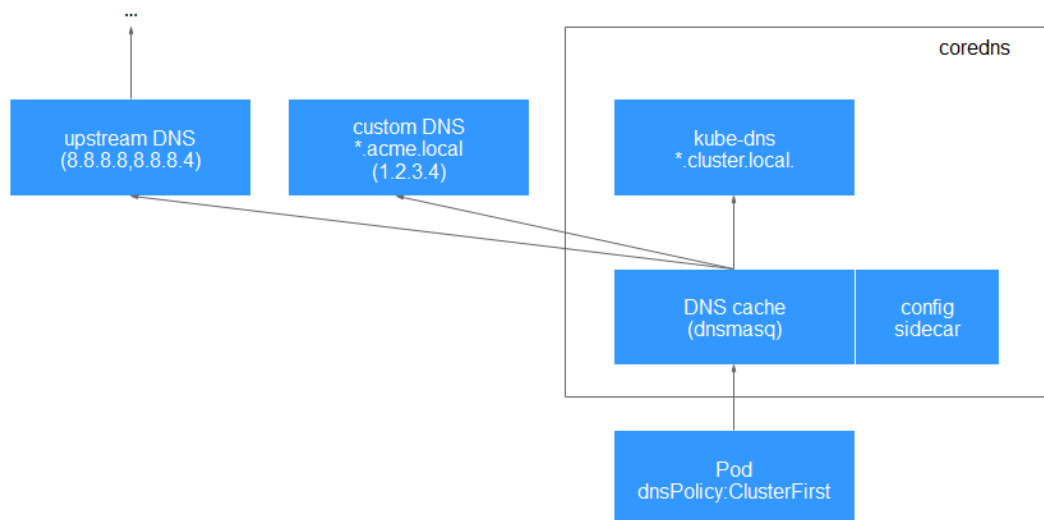 ...
coredns
upstream DNS
(8.8.8.8,8.8.8.4)
custom DNS
*.acme.local
(1.2.3.4)
kube-dns
*.cluster.local.
DNS cache
(dnsmasq)
config
sidecar
Pod
dnsPolicy:ClusterFirst